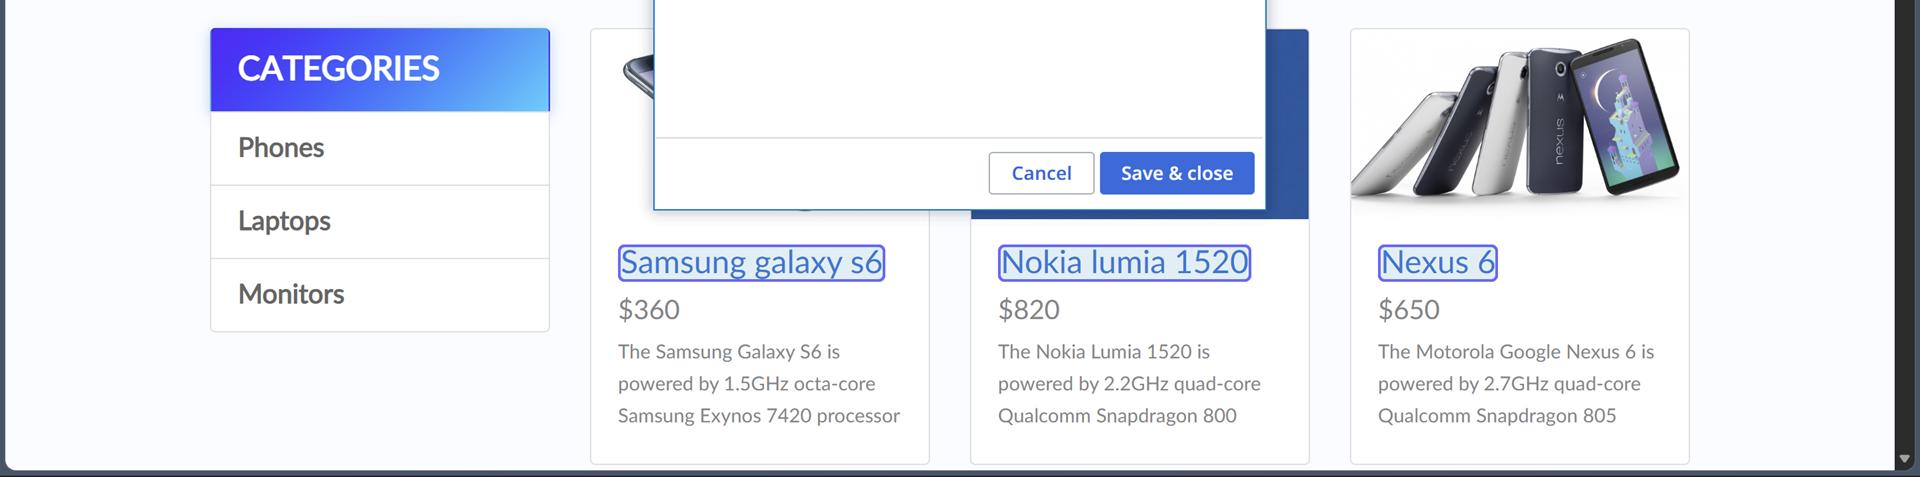 CATEGORIES
Phones
Laptops
Monitors
Cancel
Save & close
nexus
Samsung galaxy s6
$360
The Samsung Galaxy S6 is
powered by 1.5GHz octa-core
Samsung Exynos 7420 processor
Nokia lumia 1520
$820
The Nokia Lumia 1520 is
powered by 2.2GHz quad-core
Qualcomm Snapdragon 800
Nexus 6
$650
The Motorola Google Nexus 6 is
powered by 2.7GHz quad-core
Qualcomm Snapdragon 805